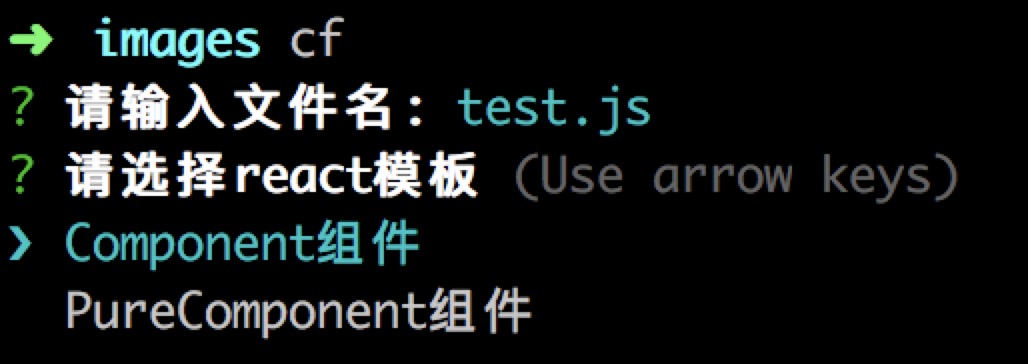 ➜ images cf
? 请输入文件名: test.js
? 请选择react模板 (Use arrow keys)
❯ Component组件
PureComponent组件